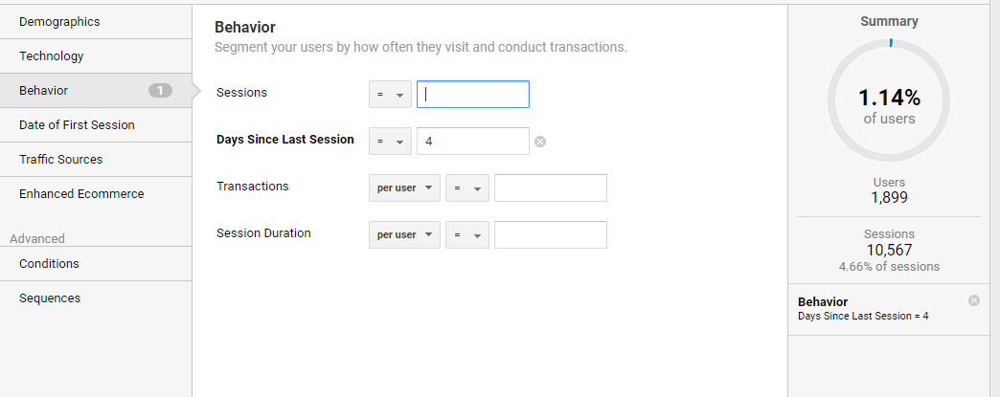 Demographics
Technology
Behavior 1
Date of First Session
Traffic Sources
Enhanced Ecommerce
Advanced
Conditions
Sequences
Behavior
Segment your users by how often they visit and conduct transactions.
Sessions =
Days Since Last Session = 4
Transactions per user =
Session Duration per user =
Summary
1.14%
of users
Users
1,899
Sessions
10,567
4.66% of sessions
Behavior
Days Since Last Session = 4